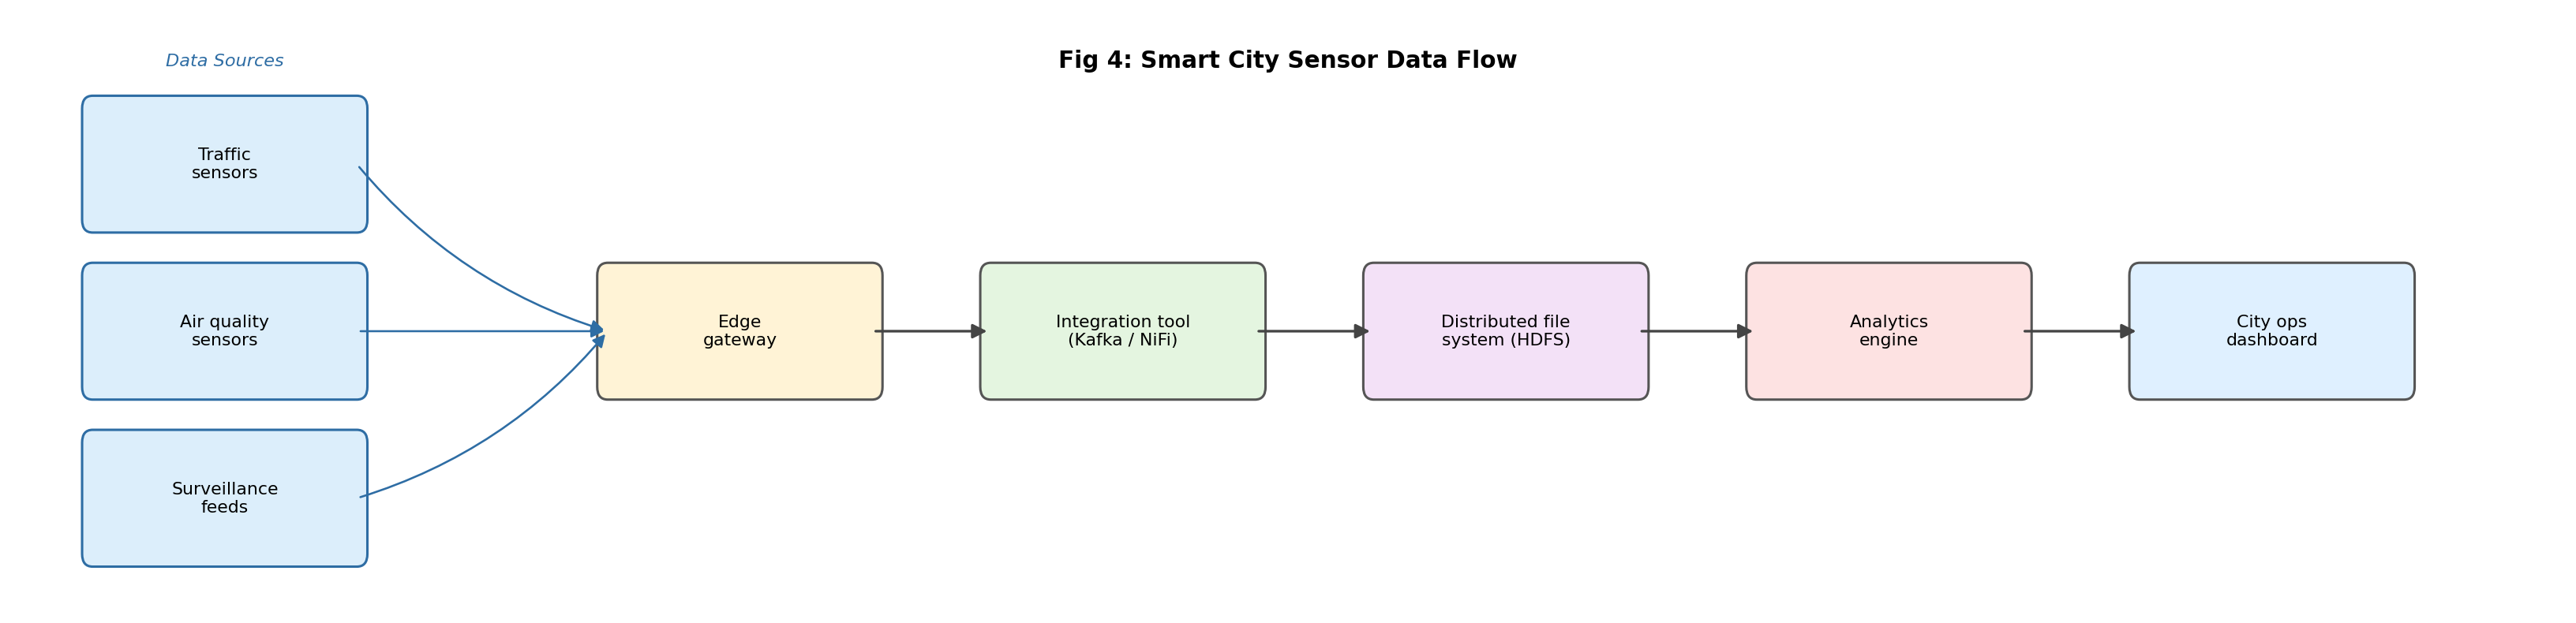 Data Sources
Fig 4: Smart City Sensor Data Flow
Traffic
sensors
Air quality
sensors
Surveillance
feeds
Edge
gateway
Integration tool
(Kafka / NiFi)
Distributed file
system (HDFS)
Analytics
engine
City ops
dashboard